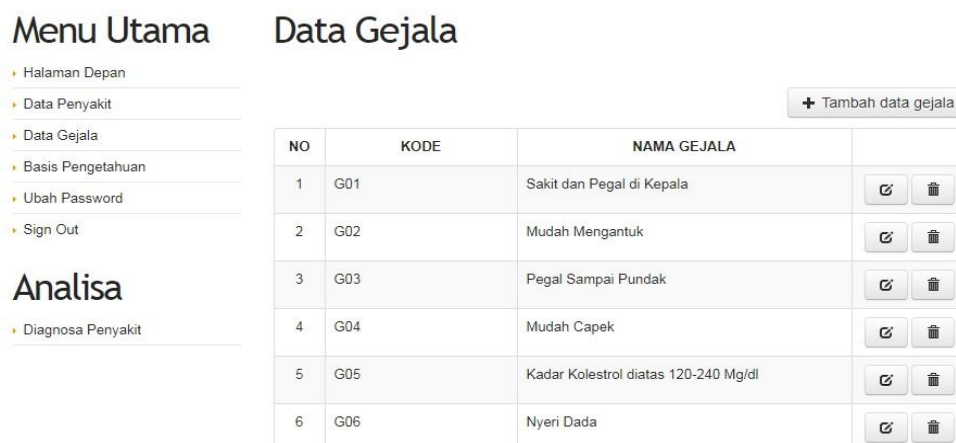 Menu Utama
Halaman Depan
Data Penyakit
Data Gejala
Basis Pengetahuan
Ubah Password
Sign Out
Analisa
Diagnosa Penyakit
Data Gejala
Tambah data gejala
NO KODE NAMA GEJALA
1 G01 Sakit dan Pegal di Kepala
2 G02 Mudah Mengantuk
3 G03 Pegal Sampai Pundak
4 G04 Mudah Capek
5 G05 Kadar Kolestrol diatas 120-240 Mg/dl
6 G06 Nyeri Dada